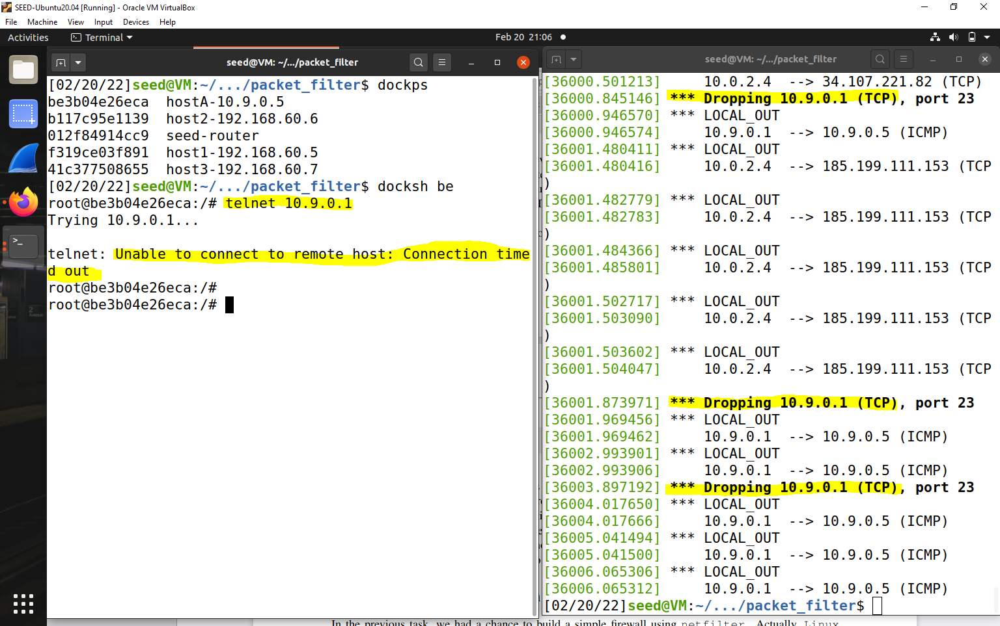 SEED-Ubuntu20.04 [Running] - Oracle VM VirtualBox
File Machine View Input Devices Help
Activities Terminal Feb 20 21:06
seed@VM: ~/.../packet_filter
[02/20/22]seed@VM:~/.../packet_filter$ dockps
be3b04e26eca hostA-10.9.0.5
b117c95e1139 host2-192.168.60.6
012f84914cc9 seed-router
f319ce03f891 host1-192.168.60.5
41c377508655 host3-192.168.60.7
[02/20/22]seed@VM:~/.../packet_filter$ docksh be
root@be3b04e26eca:/# telnet 10.9.0.1
Trying 10.9.0.1...
telnet: Unable to connect to remote host: Connection time
d out
root@be3b04e26eca:/#
root@be3b04e26eca:/#
seed@VM: ~/.../packet_filter
[36000.501213] 10.0.2.4 --> 34.107.221.82 (TCP)
[36000.845146] *** Dropping 10.9.0.1 (TCP), port 23
[36000.946570] *** LOCAL_OUT
[36000.946574] 10.9.0.1 --> 10.9.0.5 (ICMP)
[36001.480411] *** LOCAL_OUT
[36001.480416] 10.0.2.4 --> 185.199.111.153 (TCP
)
[36001.482779] *** LOCAL_OUT
[36001.482783] 10.0.2.4 --> 185.199.111.153 (TCP
)
[36001.484366] *** LOCAL_OUT
[36001.485801] 10.0.2.4 --> 185.199.111.153 (TCP
)
[36001.502717] *** LOCAL_OUT
[36001.503090] 10.0.2.4 --> 185.199.111.153 (TCP
)
[36001.503602] *** LOCAL_OUT
[36001.504047] 10.0.2.4 --> 185.199.111.153 (TCP
)
[36001.873971] *** Dropping 10.9.0.1 (TCP), port 23
[36001.969456] *** LOCAL_OUT
[36001.969462] 10.9.0.1 --> 10.9.0.5 (ICMP)
[36002.993901] *** LOCAL_OUT
[36002.993906] 10.9.0.1 --> 10.9.0.5 (ICMP)
[36003.897192] *** Dropping 10.9.0.1 (TCP), port 23
[36004.017650] *** LOCAL_OUT
[36004.017666] 10.9.0.1 --> 10.9.0.5 (ICMP)
[36005.041494] *** LOCAL_OUT
[36005.041500] 10.9.0.1 --> 10.9.0.5 (ICMP)
[36006.065306] *** LOCAL_OUT
[36006.065312] 10.9.0.1 --> 10.9.0.5 (ICMP)
[02/20/22]seed@VM:~/.../packet_filter$
In the previous task, we had a chance to build a simple firewall using netfilter. Actually, Linux